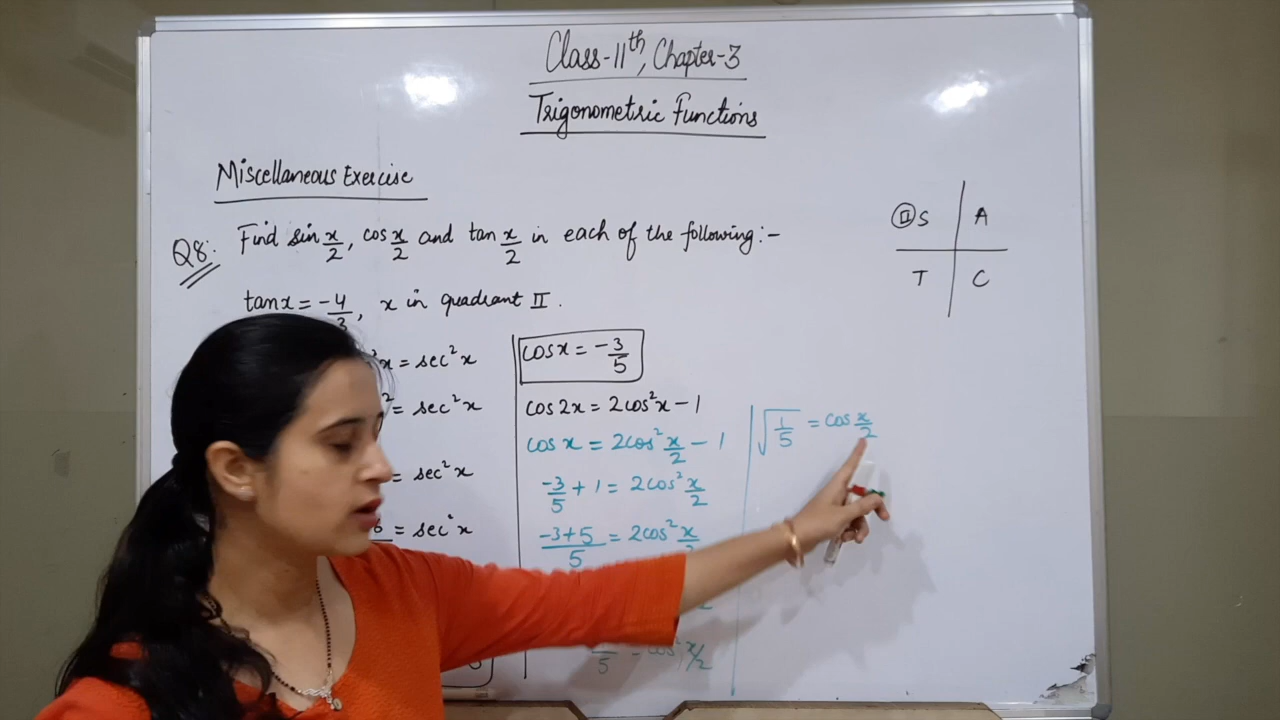 Class-11th, Chapter-3
Trigonometric Functions
Miscellaneous Exercise
Q8:. Find sin x/2, cos x/2 and tan x/2 in each of the following:-
tan x = -4/3, x in quadrant II.
II S A
T C
x = sec²x
= sec²x
= sec²x
= sec²x
cos x = -3/5
cos 2x = 2cos²x - 1
cos x = 2cos² x/2 - 1
-3/5 + 1 = 2cos² x/2
(-3+5)/5 = 2cos² x/2
5 = cos² x/2
√(1/5) = cos x/2